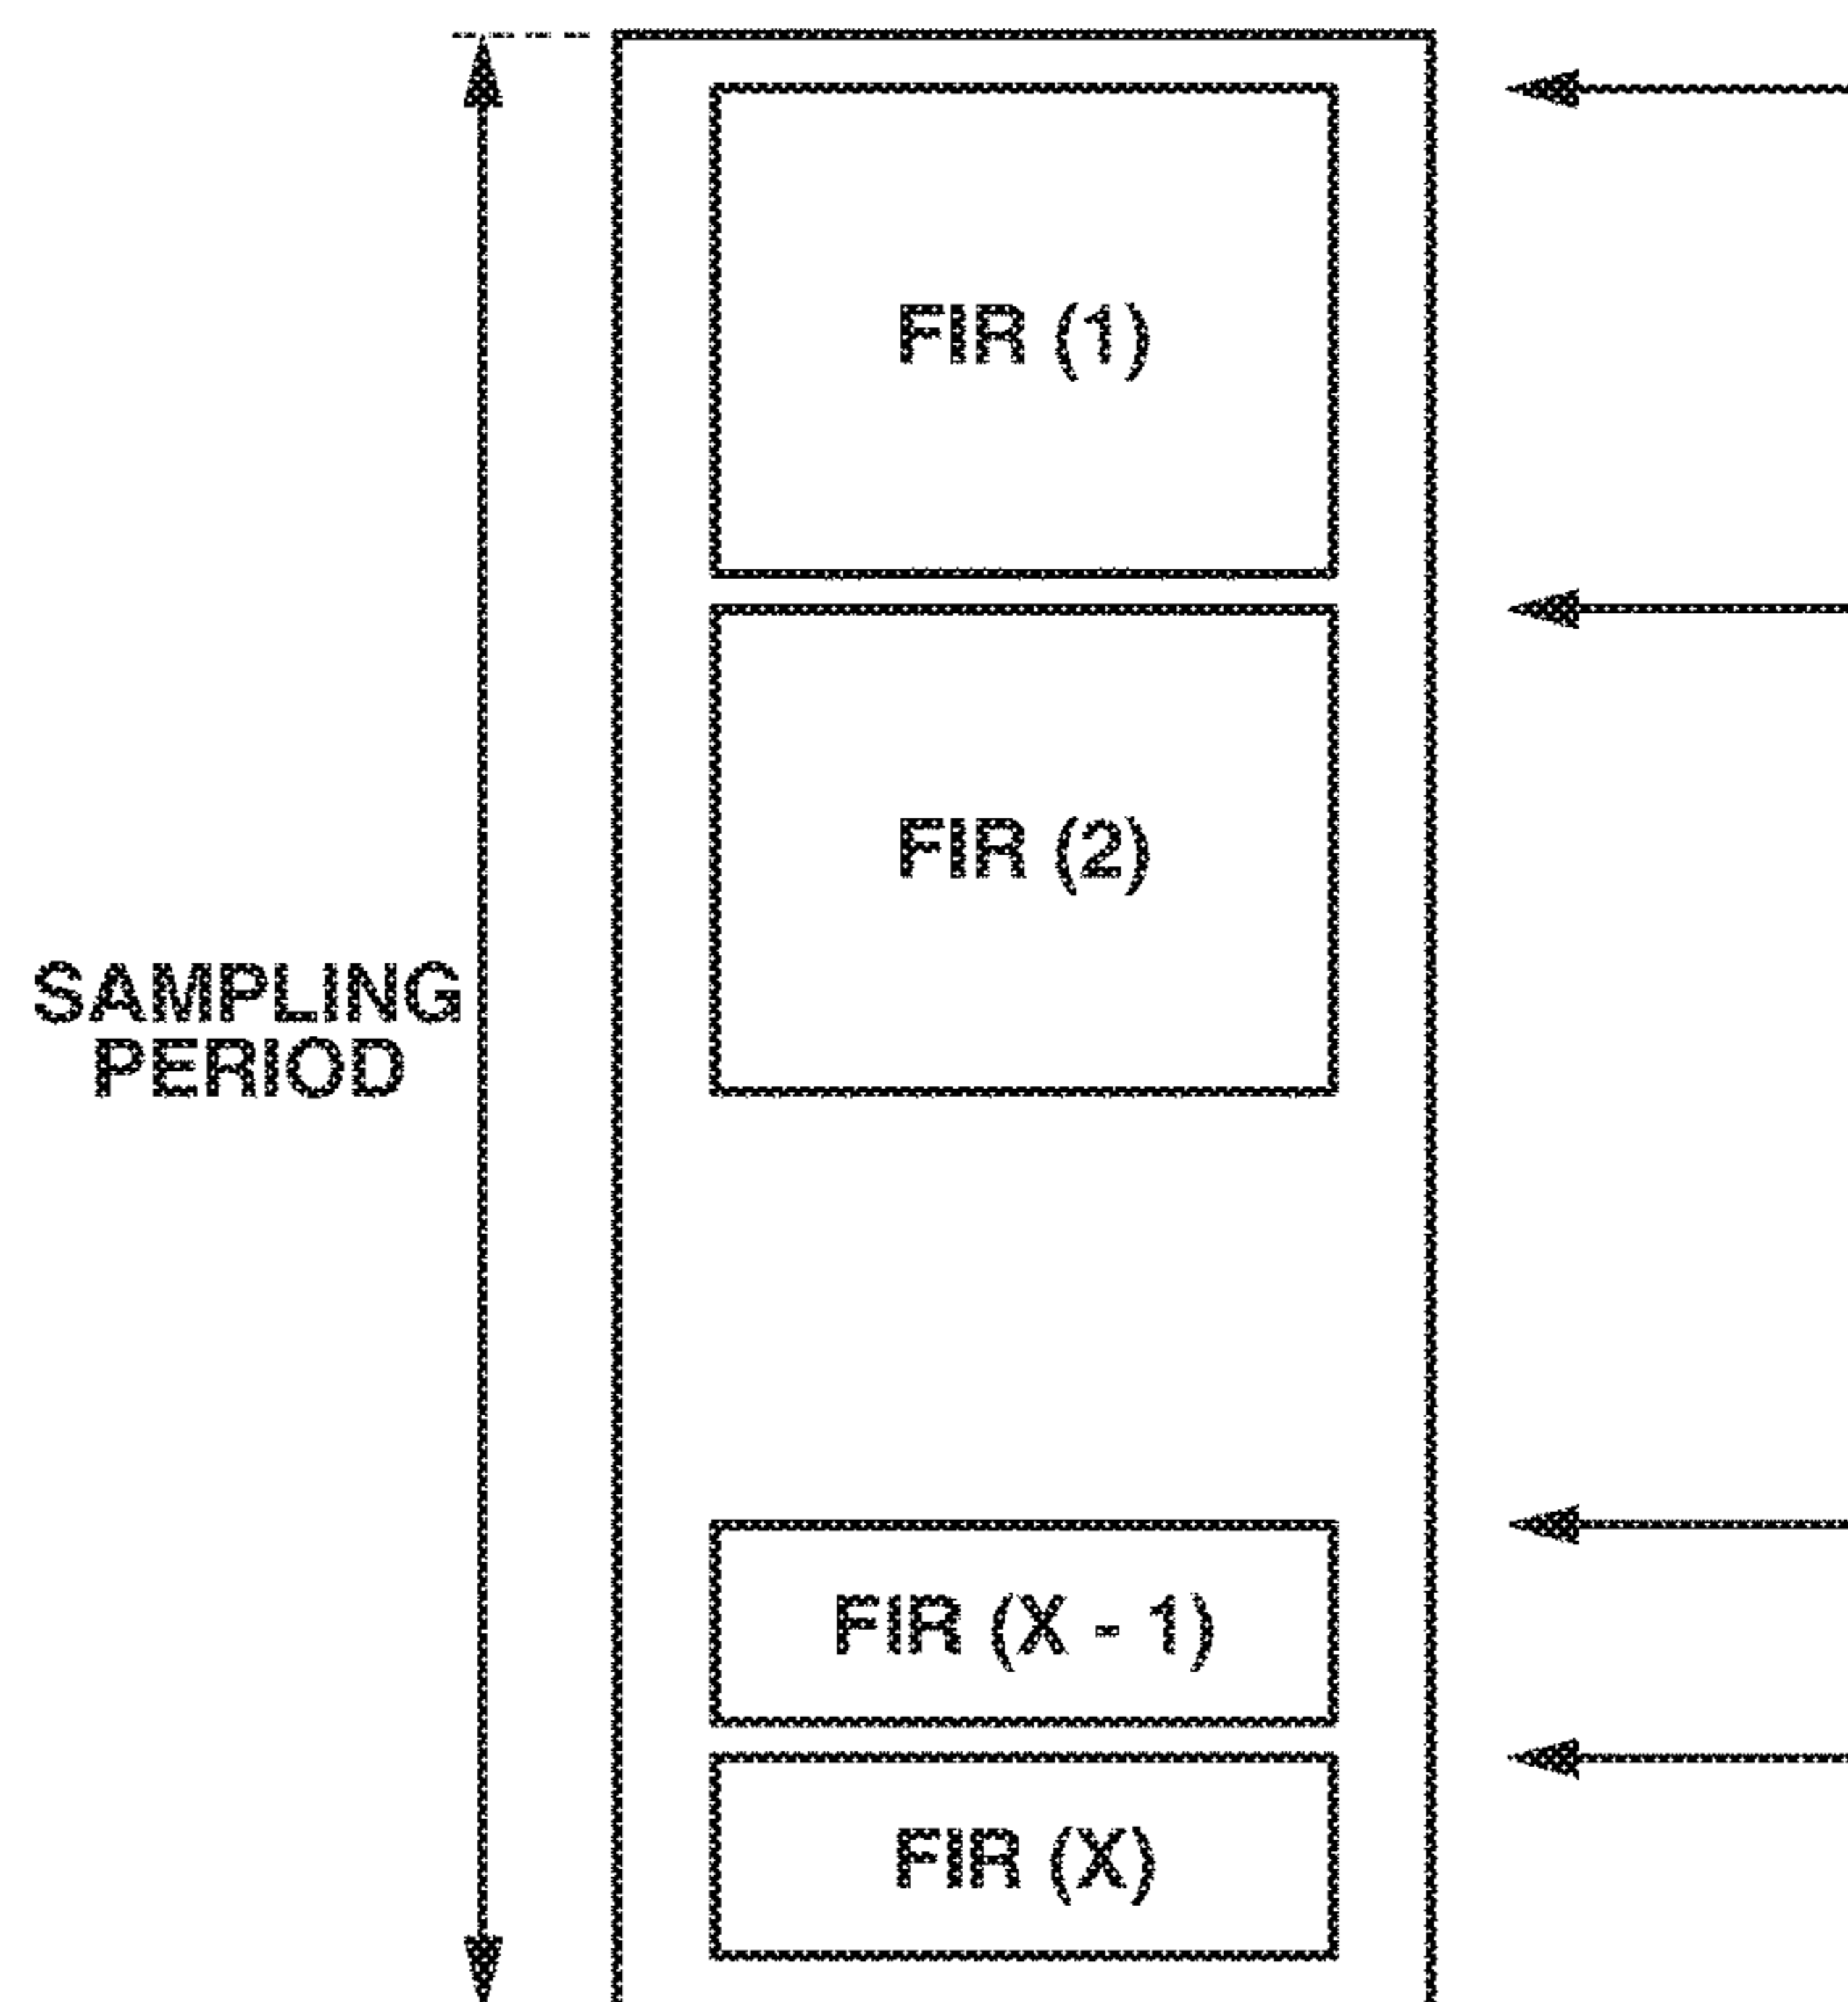 FIR (1)
FIR (2)
SAMPLING
PERIOD
FIR (X - 1)
FIR (X)